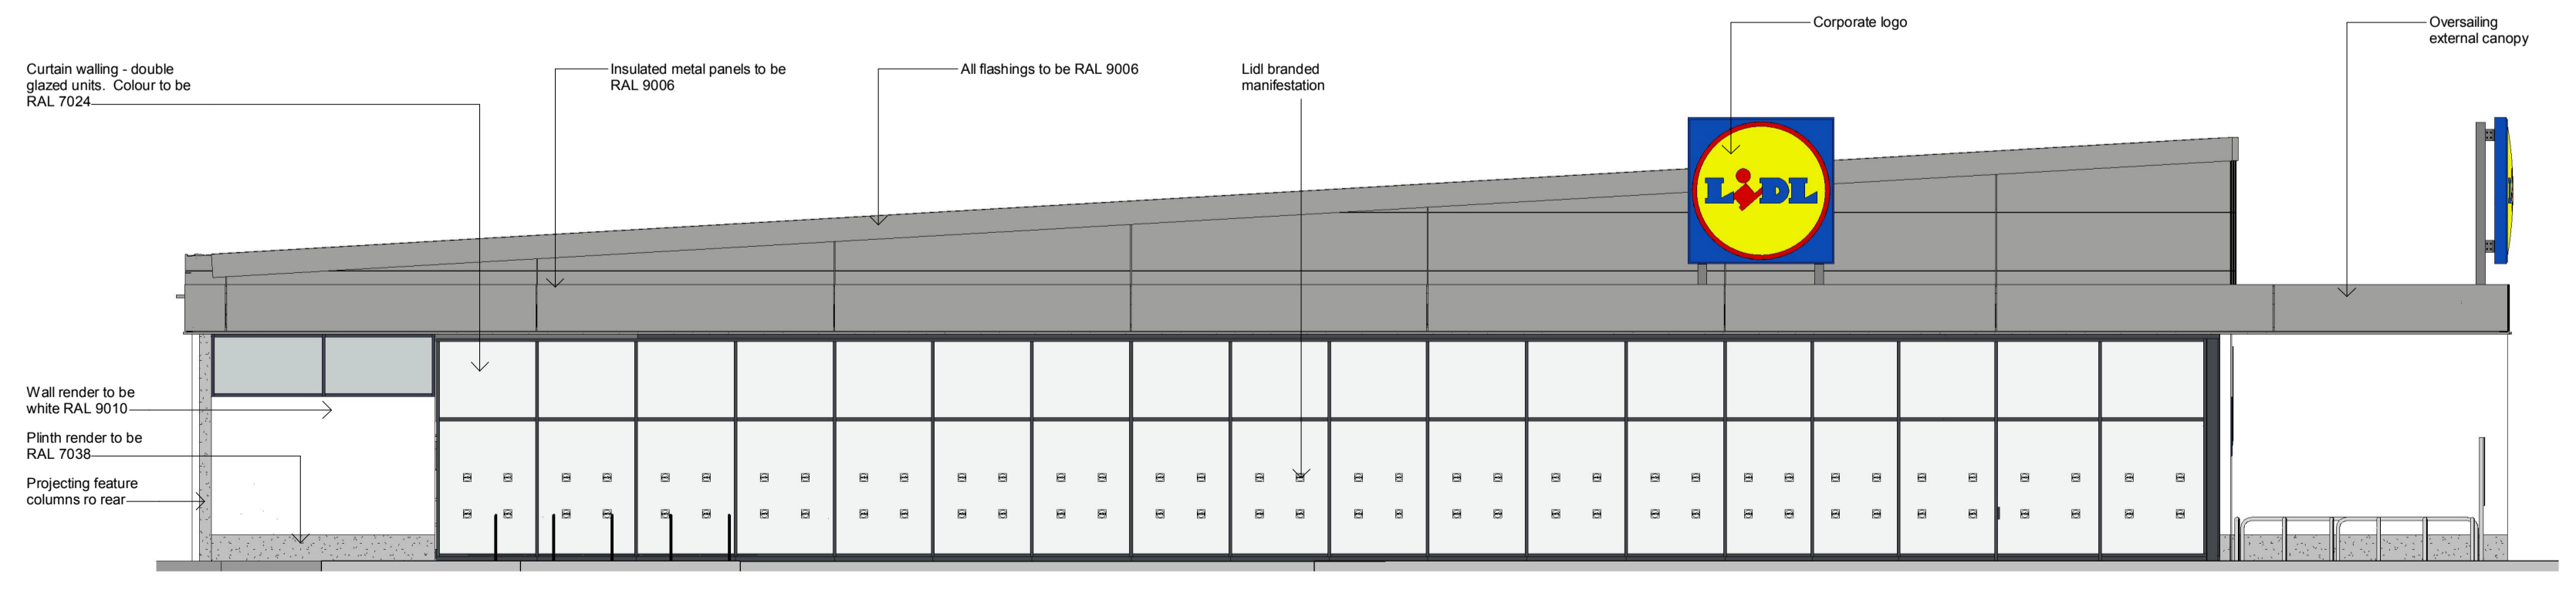 Corporate logo
Oversailing
external canopy
Curtain walling - double
glazed units.  Colour to be
RAL 7024
Insulated metal panels to be
RAL 9006
All flashings to be RAL 9006
Lidl branded
manifestation
LIDL
Wall render to be
white RAL 9010
Plinth render to be
RAL 7038
Projecting feature
columns ro rear